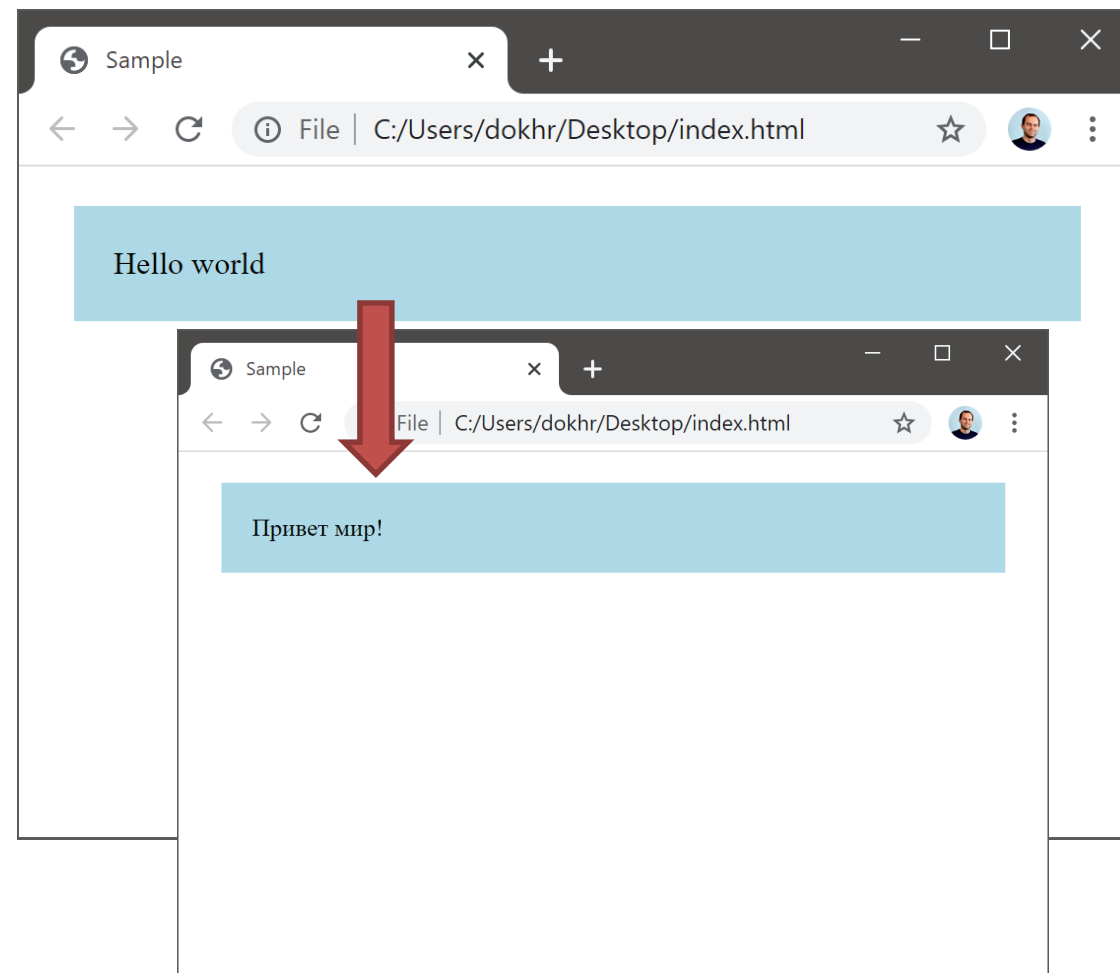 Sample
File C:/Users/dokhr/Desktop/index.html
Hello world
Sample
File C:/Users/dokhr/Desktop/index.html
Привет мир!